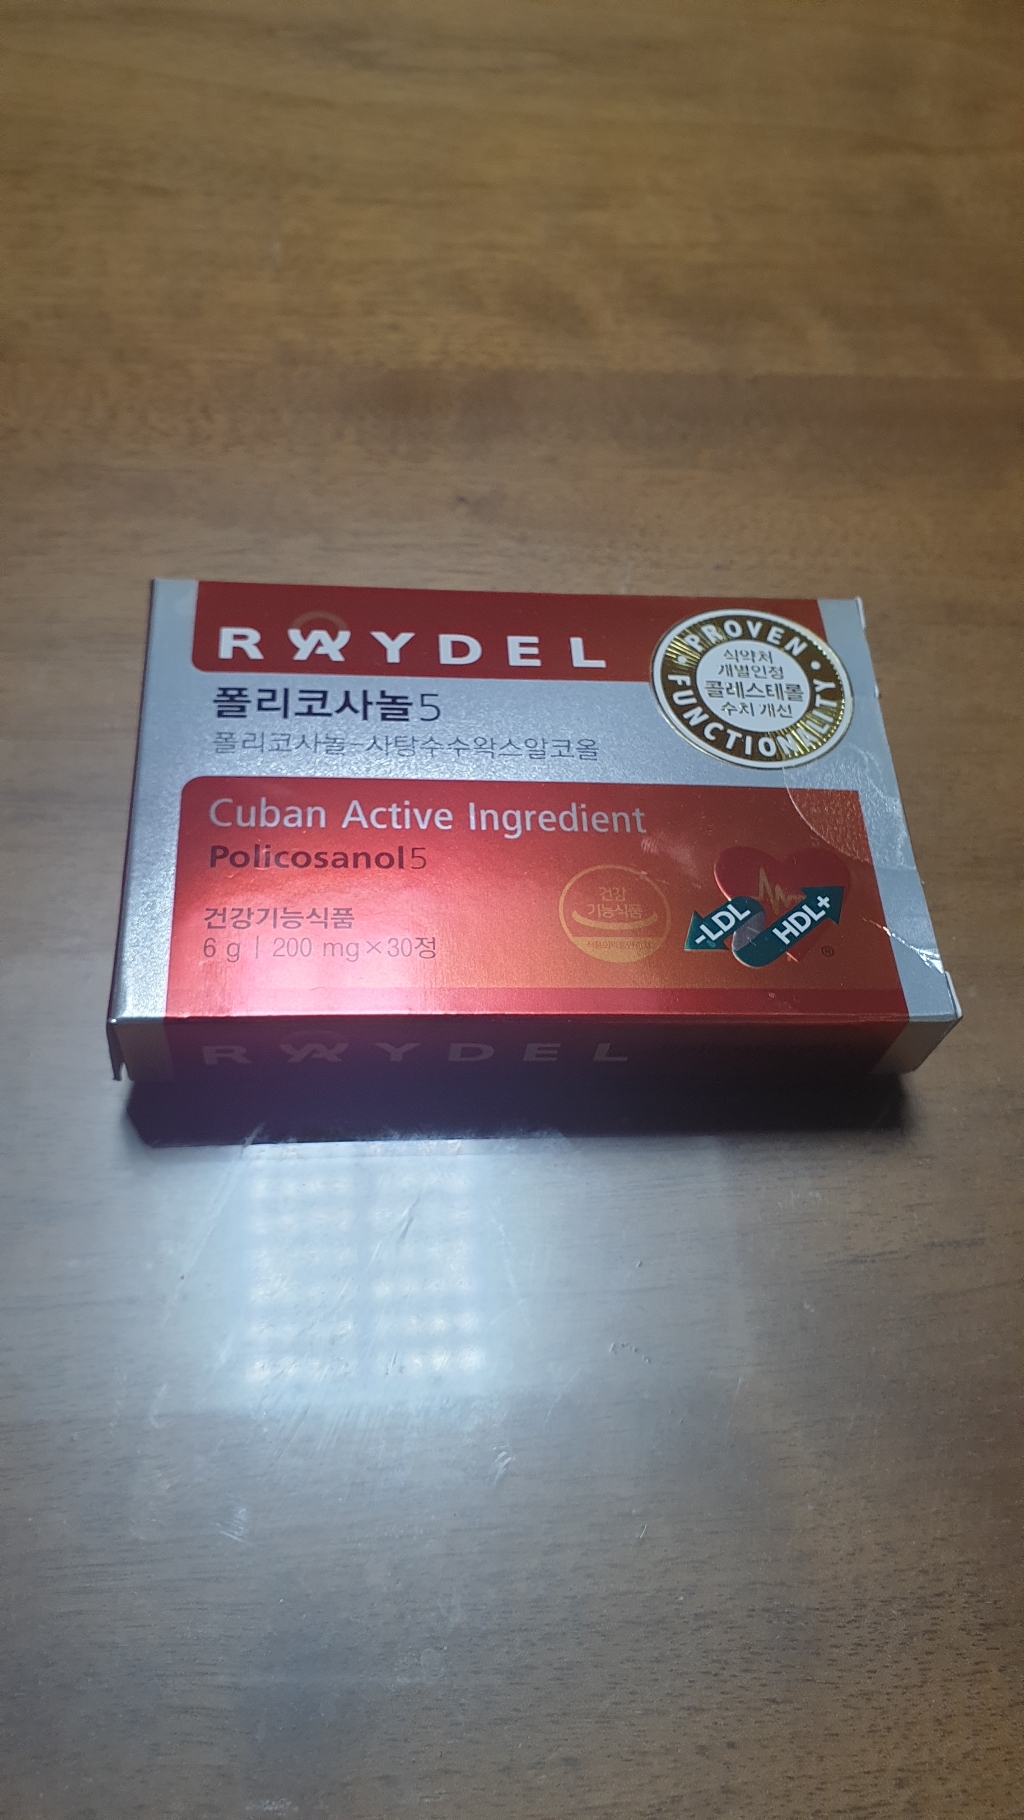 RAYDEL
폴리코사놀5
폴리코사놀-사탕수수왁스알코올
PROVEN
FUNCTIONALITY
식약처
개별인정
콜레스테롤
수치 개선
Cuban Active Ingredient
Policosanol5
건강기능식품
6 g | 200 mg×30정
건강
기능식품
-LDL
HDL+
®
RAYDEL